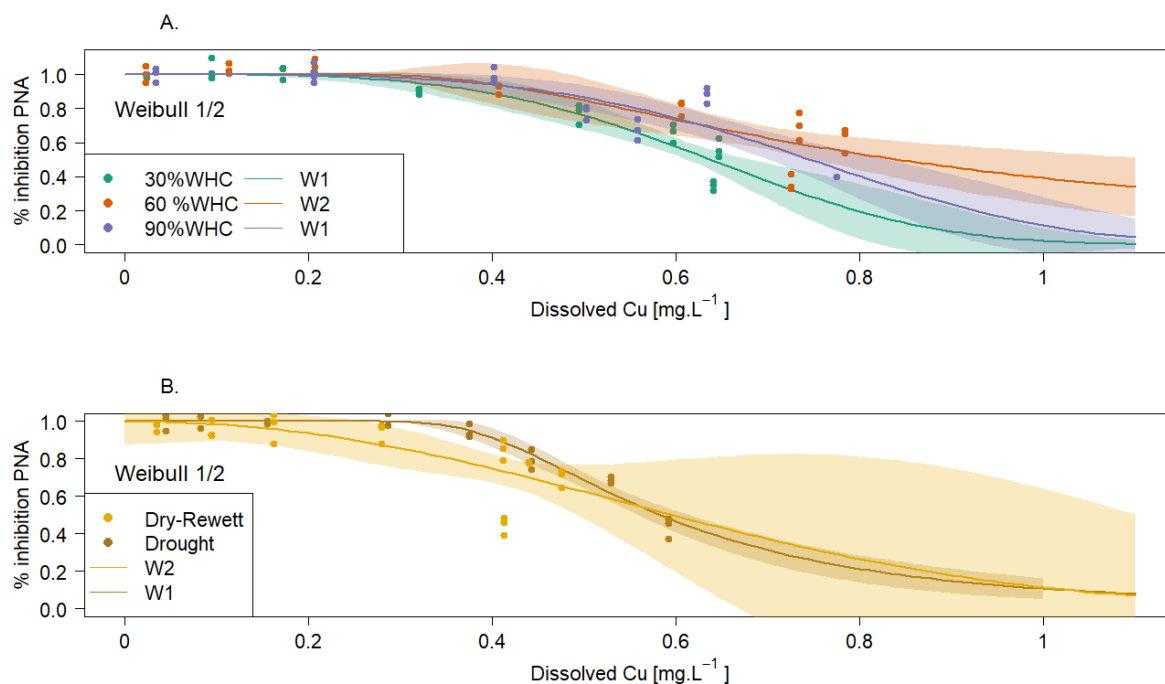 A.
% inhibition PNA
1.0
0.8
0.6
0.4
0.2
0.0
Weibull 1/2
30%WHC W1
60 %WHC W2
90%WHC W1
0 0.2 0.4 0.6 0.8 1
Dissolved Cu [mg.L⁻¹ ]
B.
% inhibition PNA
1.0
0.8
0.6
0.4
0.2
0.0
Weibull 1/2
Dry-Rewett
Drought
W2
W1
0 0.2 0.4 0.6 0.8 1
Dissolved Cu [mg.L⁻¹ ]